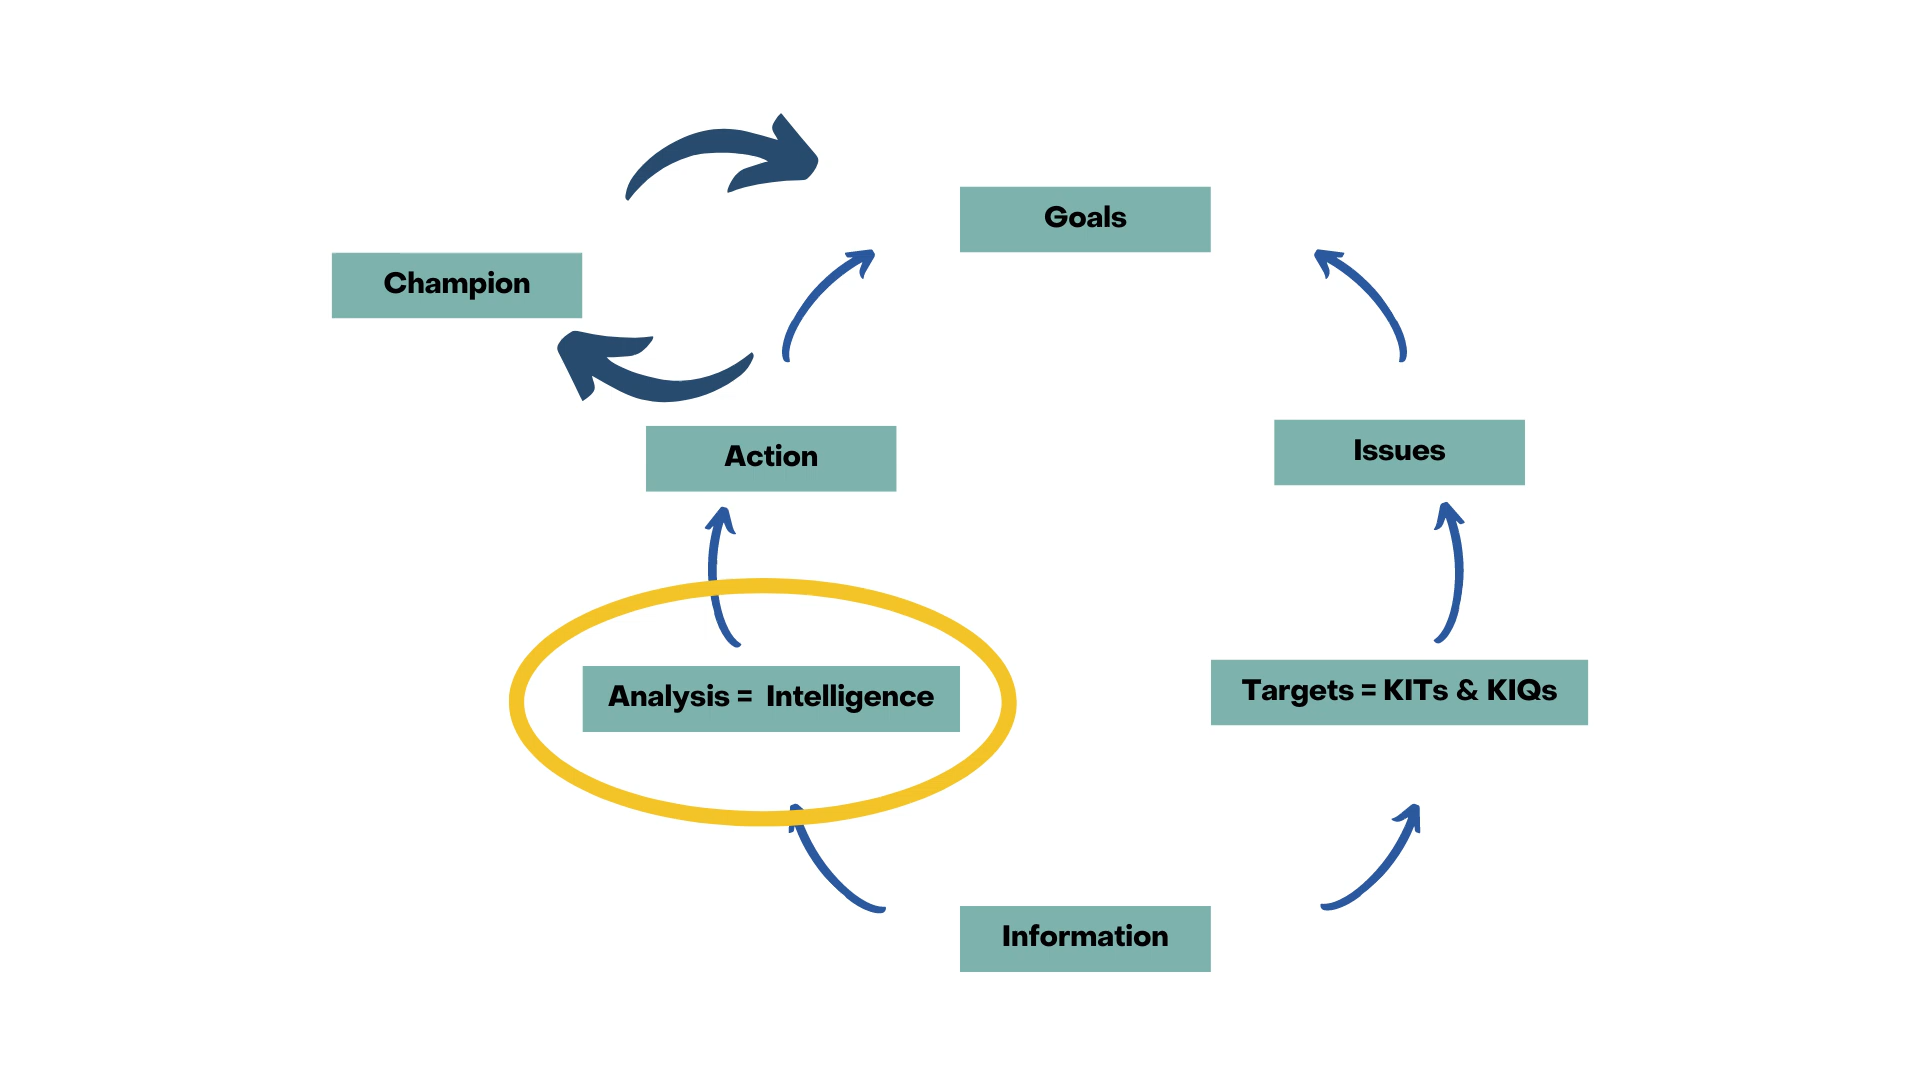 Goals
Champion
Action
Issues
Analysis = Intelligence
Targets = KITs & KIQs
Information